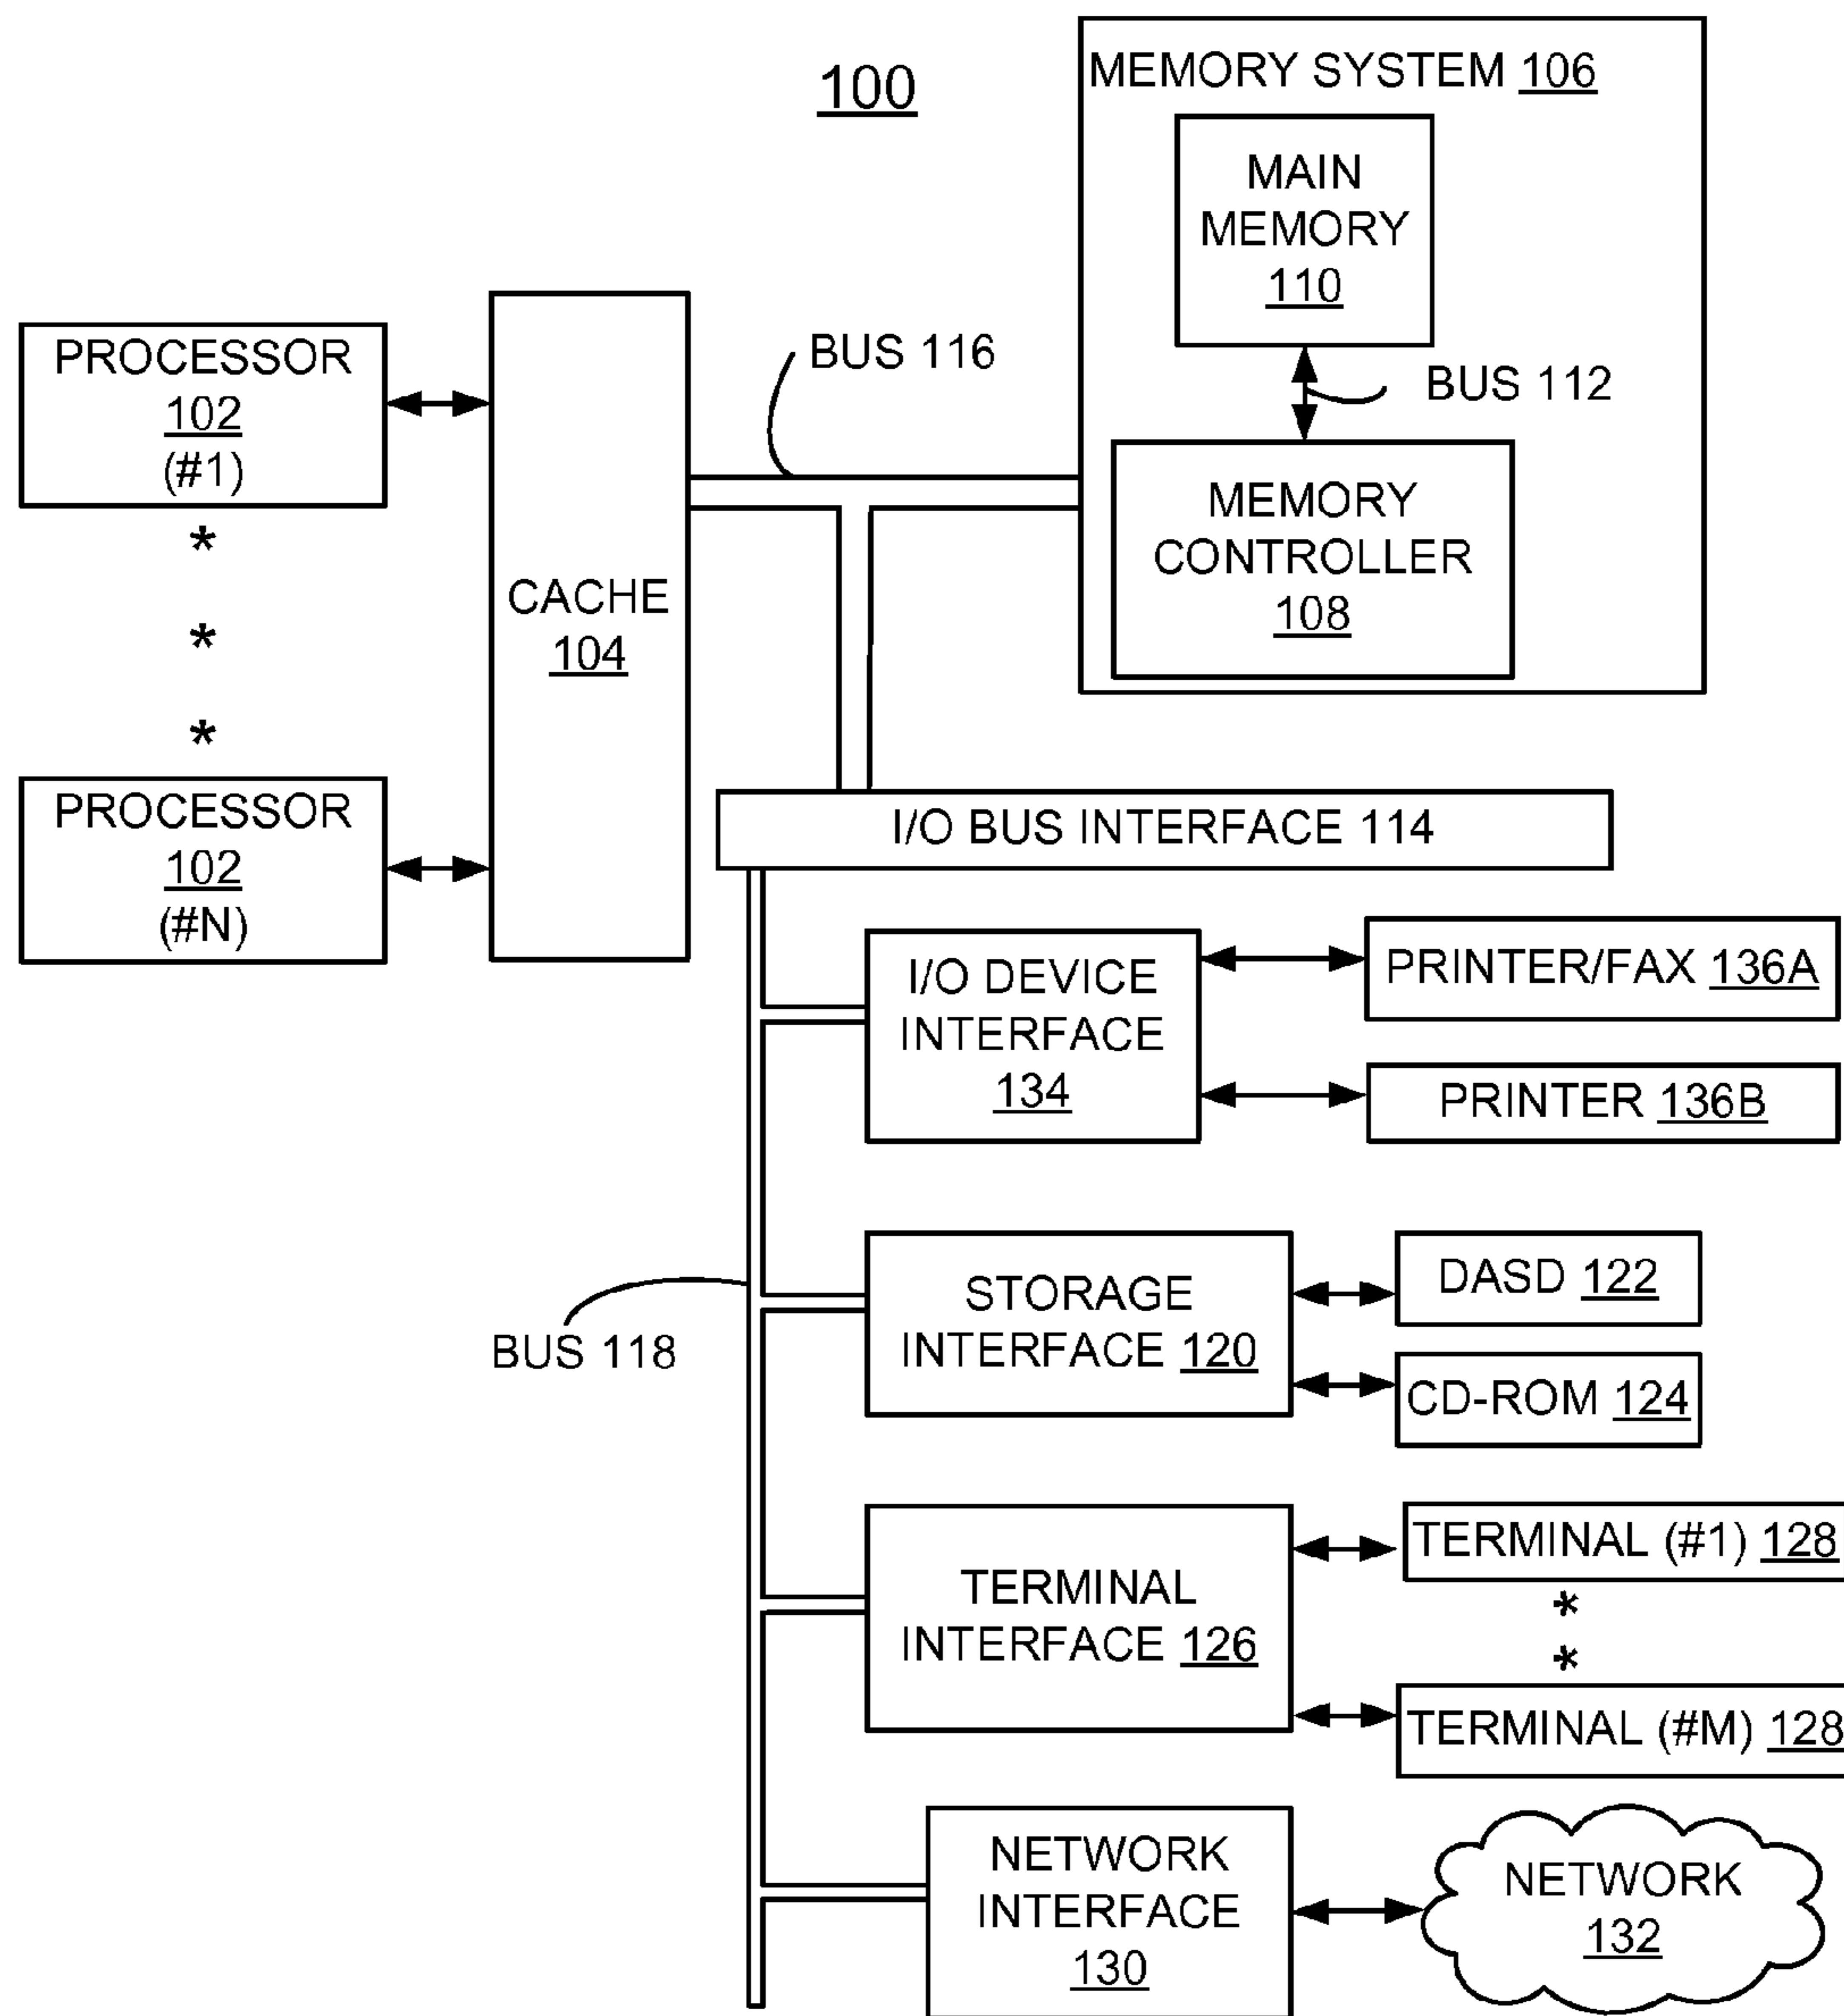 100
MEMORY SYSTEM 106
MAIN
MEMORY
110
BUS 112
MEMORY
CONTROLLER
108
BUS 116
PROCESSOR
102
(#1)
*
*
*
PROCESSOR
102
(#N)
CACHE
104
I/O BUS INTERFACE 114
I/O DEVICE
INTERFACE
134
PRINTER/FAX 136A
PRINTER 136B
BUS 118
STORAGE
INTERFACE 120
DASD 122
CD-ROM 124
TERMINAL
INTERFACE 126
TERMINAL (#1) 128
*
*
TERMINAL (#M) 128
NETWORK
INTERFACE
130
NETWORK
132